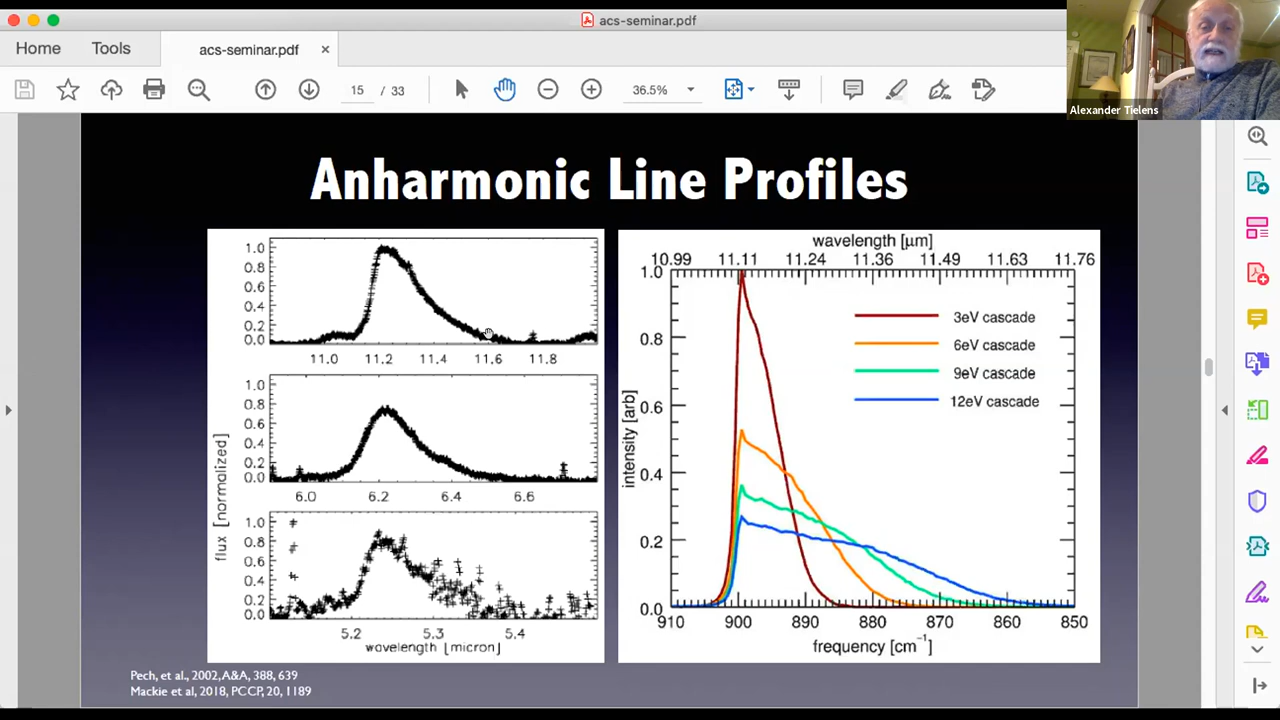 acs-seminar.pdf
Home
Tools
acs-seminar.pdf ×
15 / 33
36.5%
Alexander Tielens
Anharmonic Line Profiles
1.0
0.8
0.6
0.4
0.2
0.0
11.0 11.2 11.4 11.6 11.8
1.0
0.8
0.6
0.4
0.2
0.0
6.0 6.2 6.4 6.6
1.0
0.8
0.6
0.4
0.2
0.0
5.2 5.3 5.4
flux [normalized]
wavelength [micron]
wavelength [μm]
10.99 11.11 11.24 11.36 11.49 11.63 11.76
1.0
0.8
0.6
0.4
0.2
0.0
intensity [arb]
3eV cascade
6eV cascade
9eV cascade
12eV cascade
910 900 890 880 870 860 850
frequency [cm⁻¹]
Pech, et al., 2002, A&A, 388, 639
Mackie et al, 2018, PCCP, 20, 1189